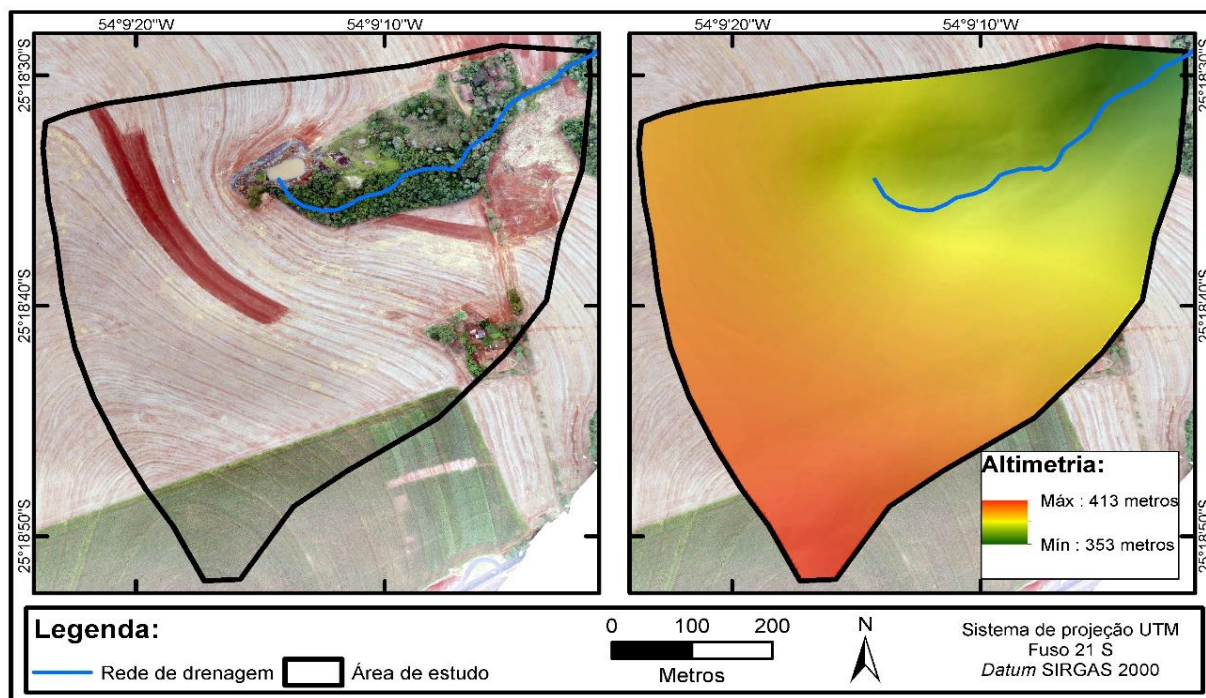 54°9'20"W
54°9'10"W
54°9'20"W
54°9'10"W
25°18'30"S
25°18'40"S
25°18'50"S
25°18'30"S
25°18'40"S
25°18'50"S
Altimetria:
Máx : 413 metros
Mín : 353 metros
Legenda:
Rede de drenagem
Área de estudo
0 100 200
Metros
N
Sistema de projeção UTM
Fuso 21 S
Datum SIRGAS 2000